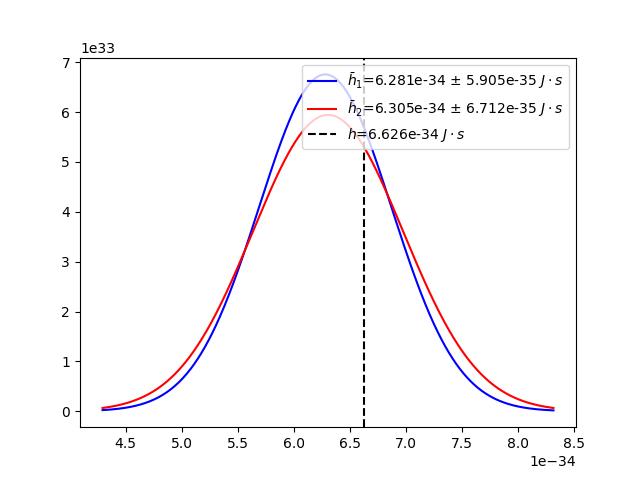 1e33
7
6
5
4
3
2
1
0
h̄₁=6.281e-34 ± 5.905e-35 J · s
h̄₂=6.305e-34 ± 6.712e-35 J · s
h=6.626e-34 J · s
4.5 5.0 5.5 6.0 6.5 7.0 7.5 8.0 8.5
1e−34